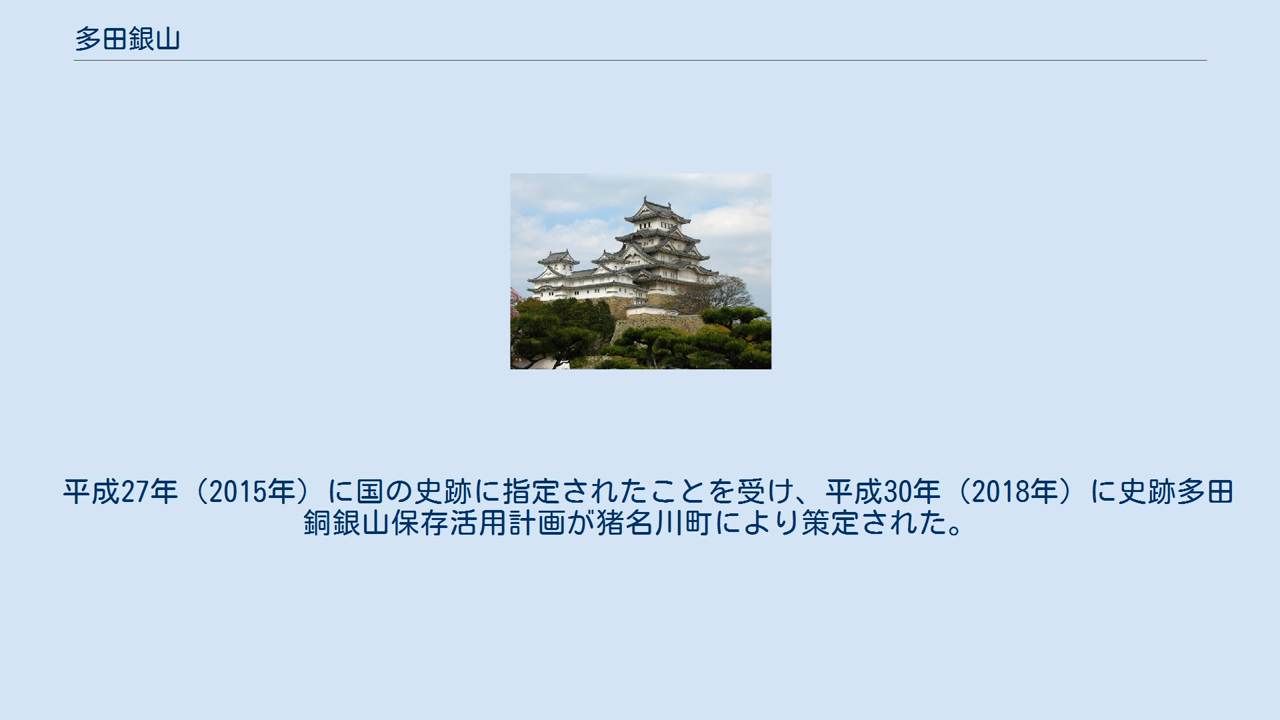 多田銀山
平成27年（2015年）に国の史跡に指定されたことを受け、平成30年（2018年）に史跡多田
銅銀山保存活用計画が猪名川町により策定された。